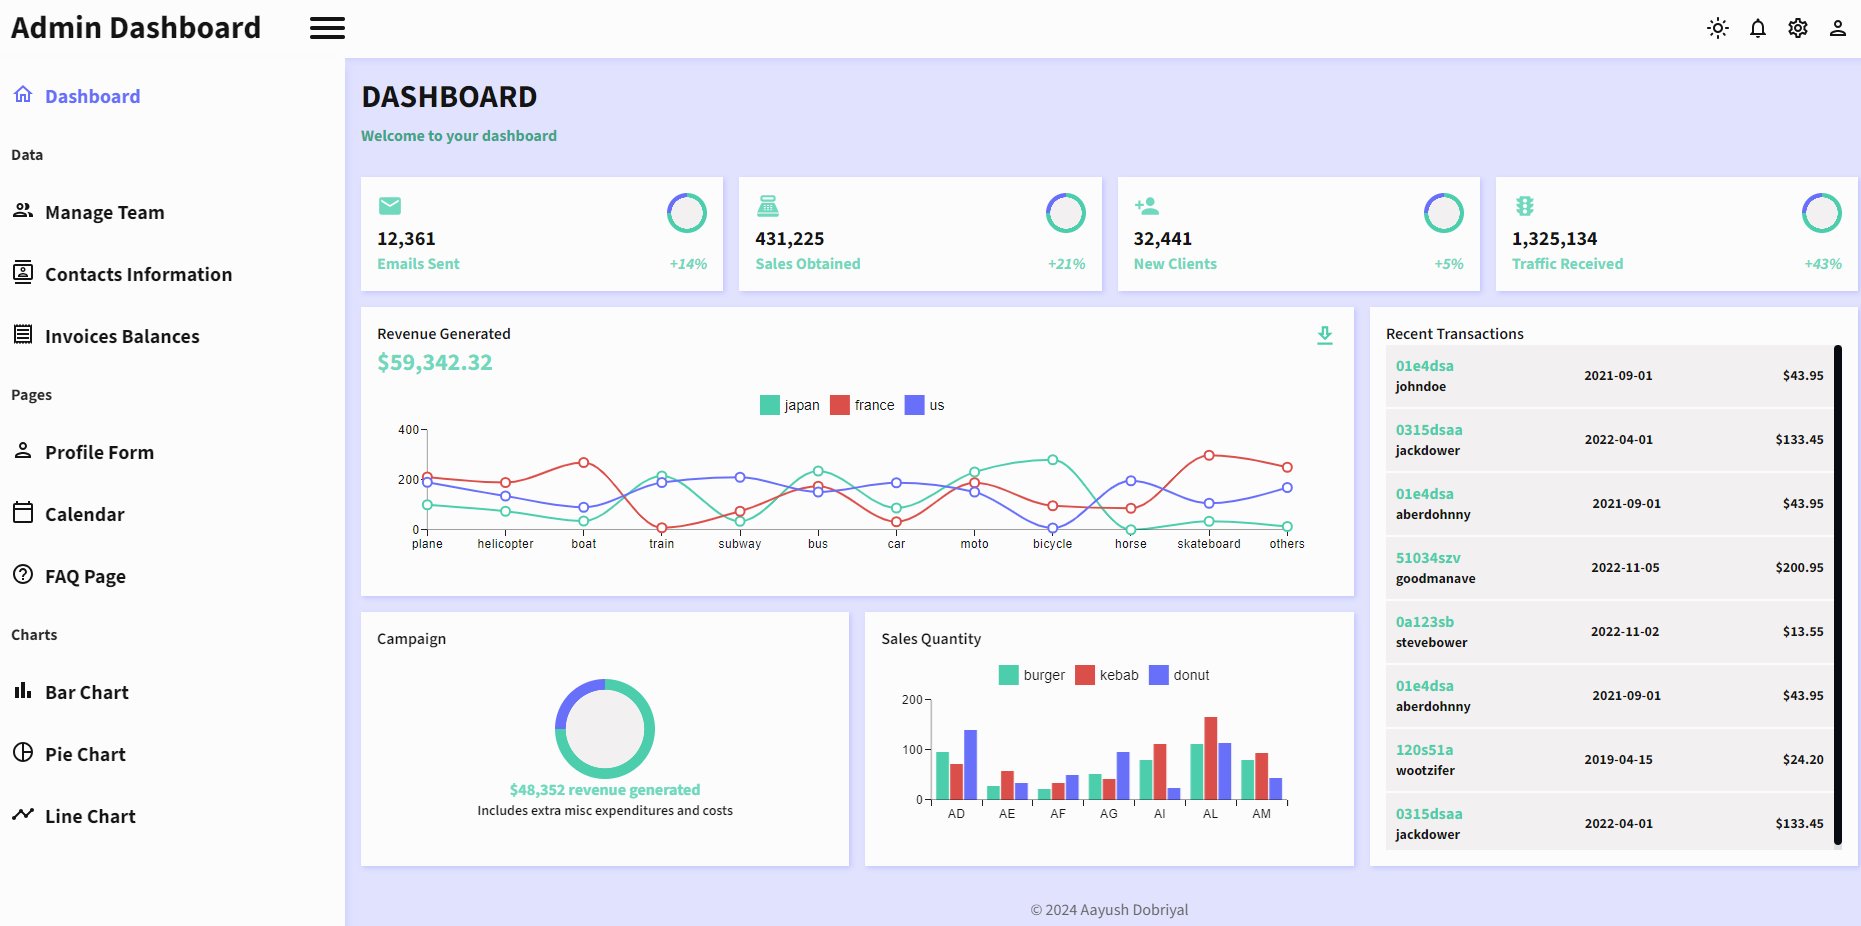 Admin Dashboard
Dashboard
Data
Manage Team
Contacts Information
Invoices Balances
Pages
Profile Form
Calendar
FAQ Page
Charts
Bar Chart
Pie Chart
Line Chart
DASHBOARD
Welcome to your dashboard
12,361
Emails Sent +14%
431,225
Sales Obtained +21%
32,441
New Clients +5%
1,325,134
Traffic Received +43%
Revenue Generated
$59,342.32
japan france us
400
200
0
plane helicopter boat train subway bus car moto bicycle horse skateboard others
Campaign
$48,352 revenue generated
Includes extra misc expenditures and costs
Sales Quantity
burger kebab donut
200
100
0
AD AE AF AG AI AL AM
Recent Transactions
01e4dsa
johndoe 2021-09-01 $43.95
0315dsaa
jackdower 2022-04-01 $133.45
01e4dsa
aberdohnny 2021-09-01 $43.95
51034szv
goodmanave 2022-11-05 $200.95
0a123sb
stevebower 2022-11-02 $13.55
01e4dsa
aberdohnny 2021-09-01 $43.95
120s51a
wootzifer 2019-04-15 $24.20
0315dsaa
jackdower 2022-04-01 $133.45
© 2024 Aayush Dobriyal